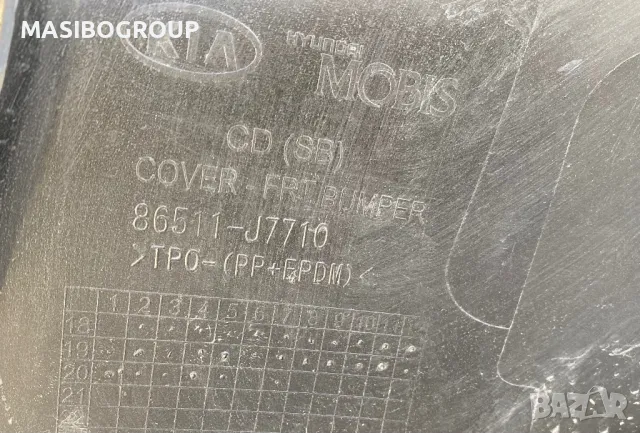 MASIBOGROUP
KIA
HYUNDAI
MOBIS
CD (SB)
COVER - FRT BUMPER
86511-J7710
>TPO-(PP+EPDM)<
1 2 3 4 5 6 7 8 9 10 11
18
19
20
21
BAZAR